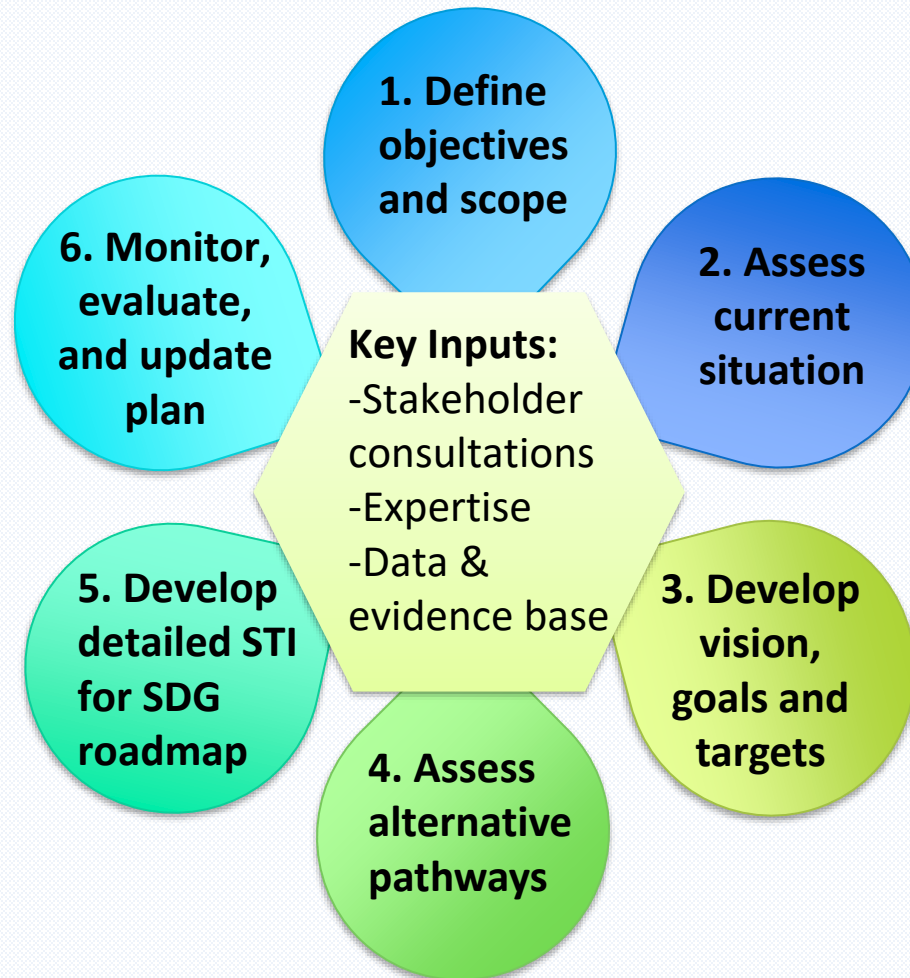 1. Define
objectives
and scope
2. Assess
current
situation
3. Develop
vision,
goals and
targets
4. Assess
alternative
pathways
5. Develop
detailed STI
for SDG
roadmap
6. Monitor,
evaluate,
and update
plan
Key Inputs:
-Stakeholder
consultations
-Expertise
-Data &
evidence base